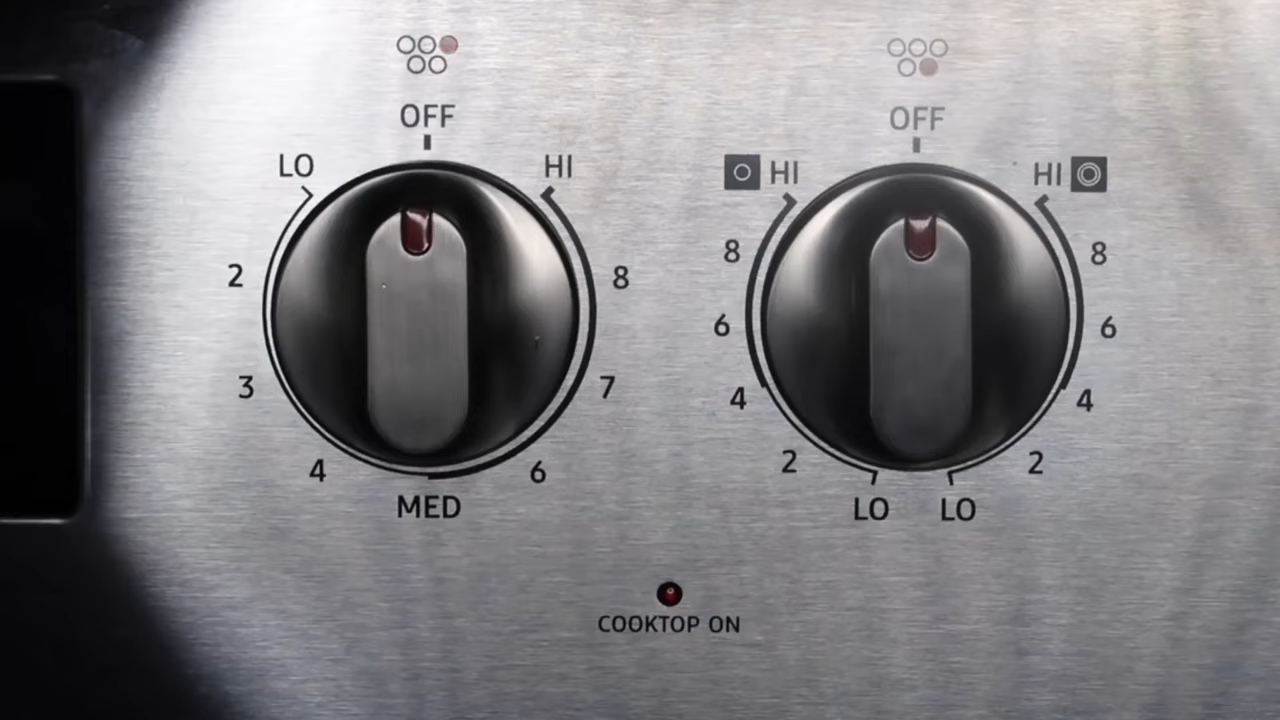 OFF
LO HI
2 8
3 7
4 6
MED
OFF
HI HI
8 8
6 6
4 4
2 2
LO LO
COOKTOP ON